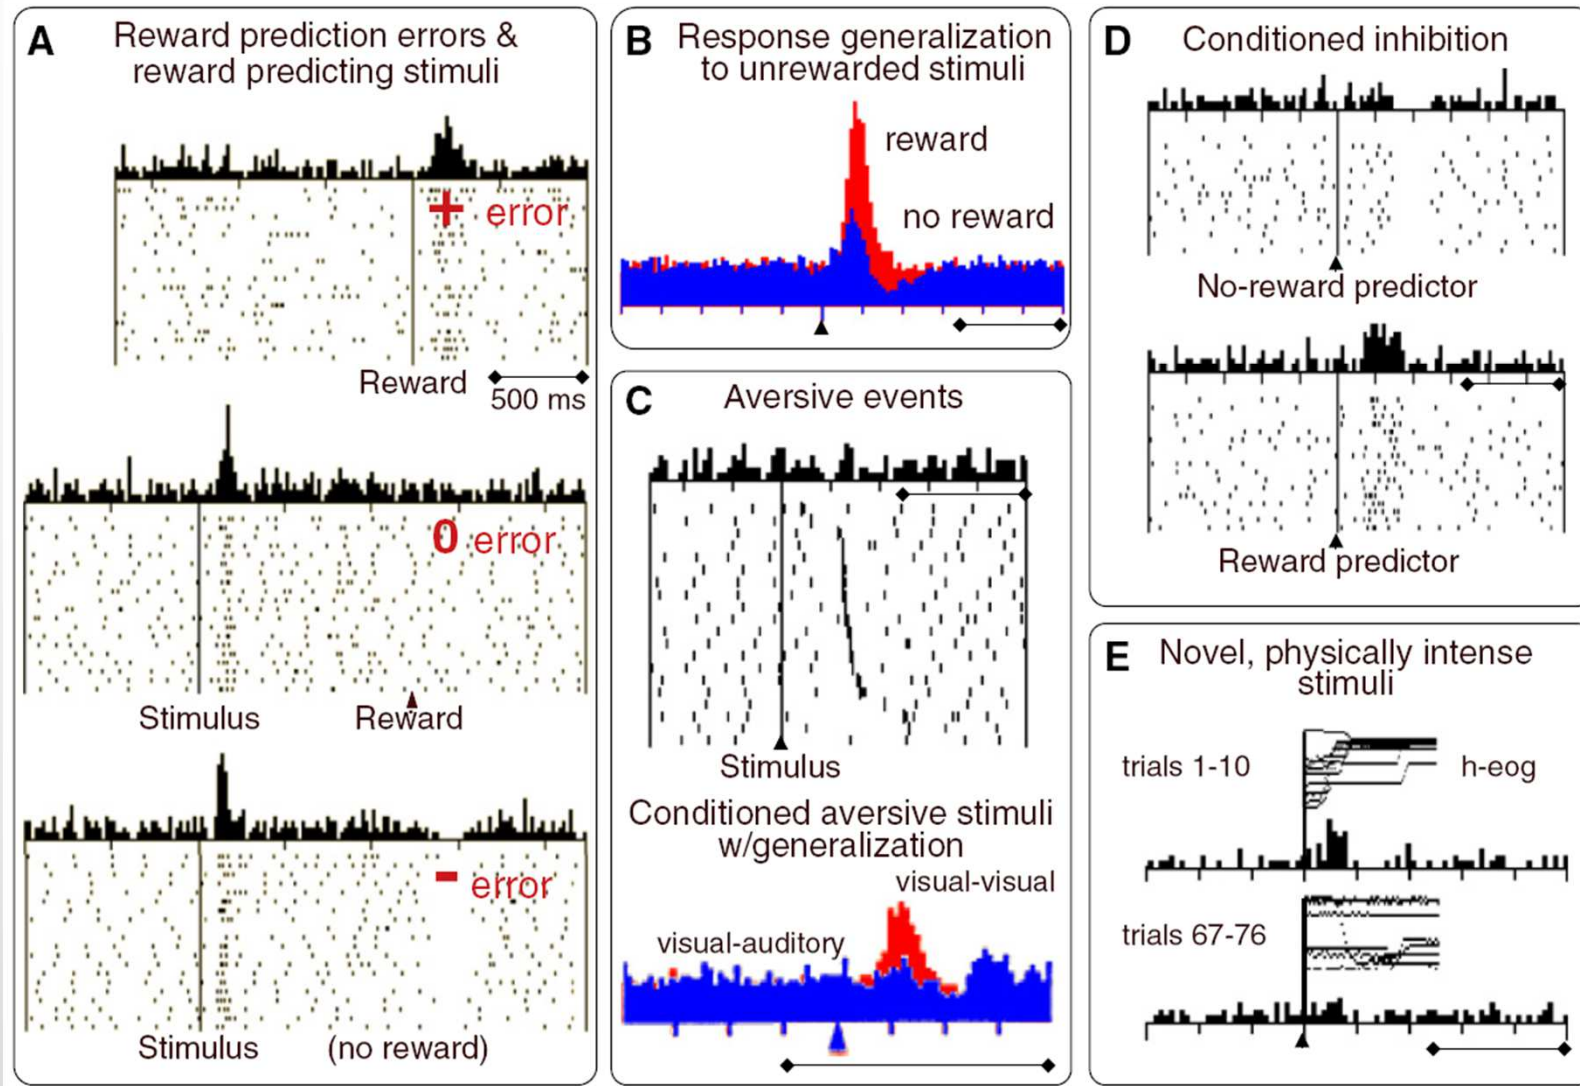 A
Reward prediction errors &
reward predicting stimuli
+ error
Reward
500 ms
0 error
Stimulus
Reward
- error
Stimulus
(no reward)
B
Response generalization
to unrewarded stimuli
reward
no reward
C
Aversive events
Stimulus
Conditioned aversive stimuli
w/generalization
visual-visual
visual-auditory
D
Conditioned inhibition
No-reward predictor
Reward predictor
E
Novel, physically intense
stimuli
trials 1-10
h-eog
trials 67-76